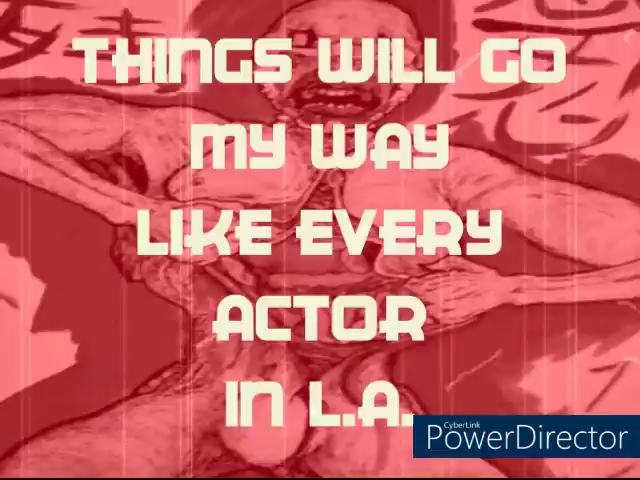 THINGS WILL GO
MY WAY
LIKE EVERY
ACTOR
IN L.A.
CyberLink
PowerDirector